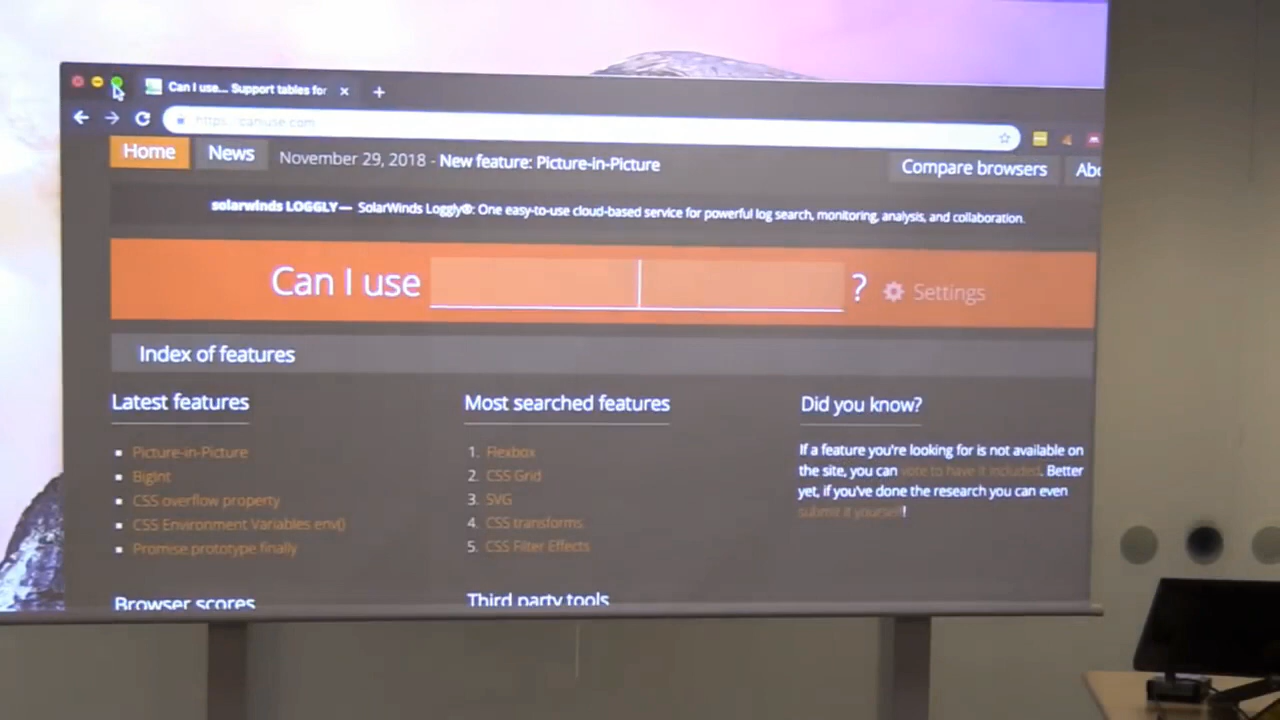 Can I use... Support tables for
https://caniuse.com
Home News November 29, 2018 - New feature: Picture-in-Picture Compare browsers Abo
solarwinds LOGGLY— SolarWinds Loggly®: One easy-to-use cloud-based service for powerful log search, monitoring, analysis, and collaboration.
Can I use ? Settings
Index of features
Latest features
Picture-in-Picture
BigInt
CSS overflow property
CSS Environment Variables env()
Promise.prototype.finally
Most searched features
1. Flexbox
2. CSS Grid
3. SVG
4. CSS transforms
5. CSS Filter Effects
Did you know?
If a feature you're looking for is not available on
the site, you can vote to have it included. Better
yet, if you've done the research you can even
submit it yourself!
Browser scores
Third party tools